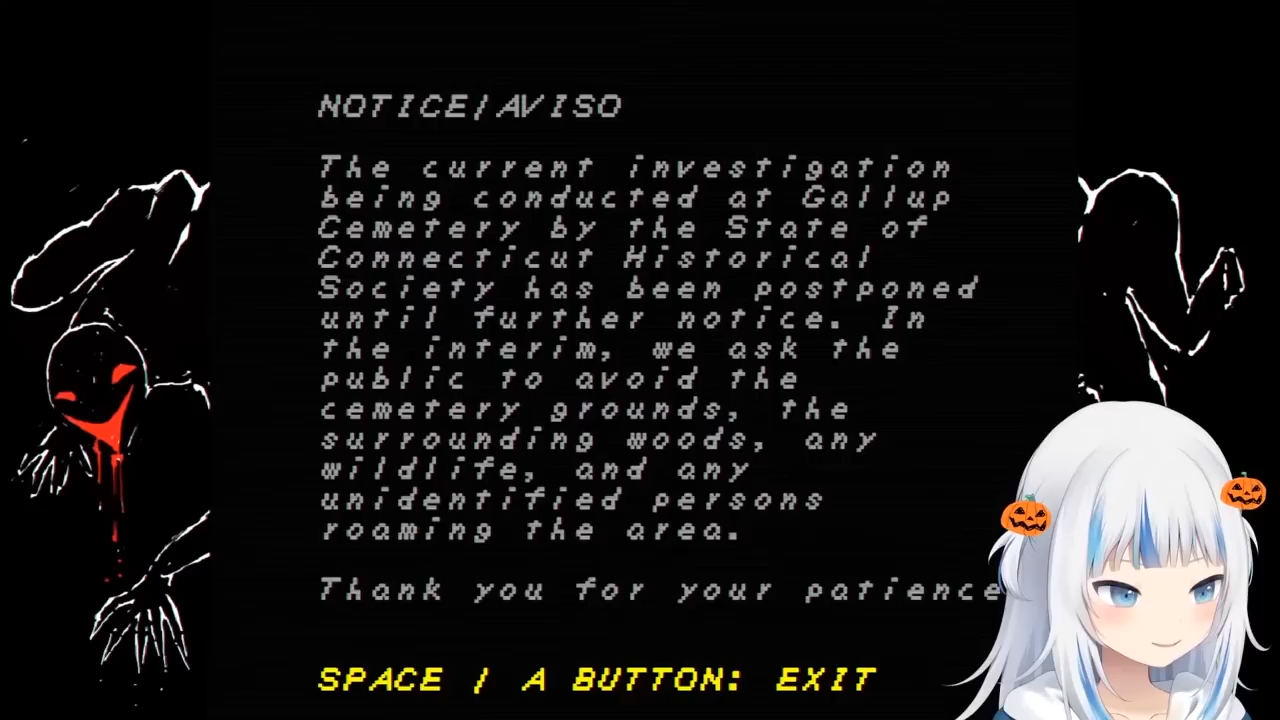 NOTICE/AVISO
The current investigation
being conducted at Gallup
Cemetery by the State of
Connecticut Historical
Society has been postponed
until further notice. In
the interim, we ask the
public to avoid the
cemetery grounds, the
surrounding woods, any
wildlife, and any
unidentified persons
roaming the area.
Thank you for your patience
SPACE / A BUTTON: EXIT